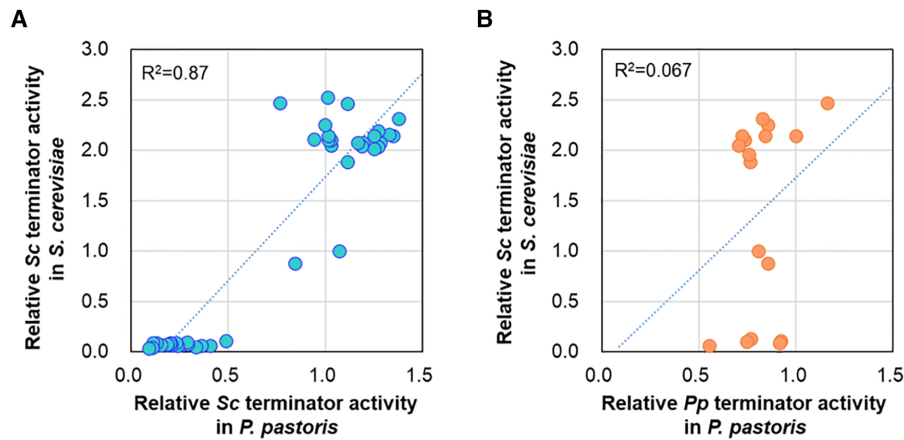 A
B
Relative Sc terminator activity
in S. cerevisiae
3.0
2.5
2.0
1.5
1.0
0.5
0.0
R²=0.87
0.0 0.5 1.0 1.5
Relative Sc terminator activity
in P. pastoris
Relative Sc terminator activity
in S. cerevisiae
3.0
2.5
2.0
1.5
1.0
0.5
0.0
R²=0.067
0.0 0.5 1.0 1.5
Relative Pp terminator activity
in P. pastoris